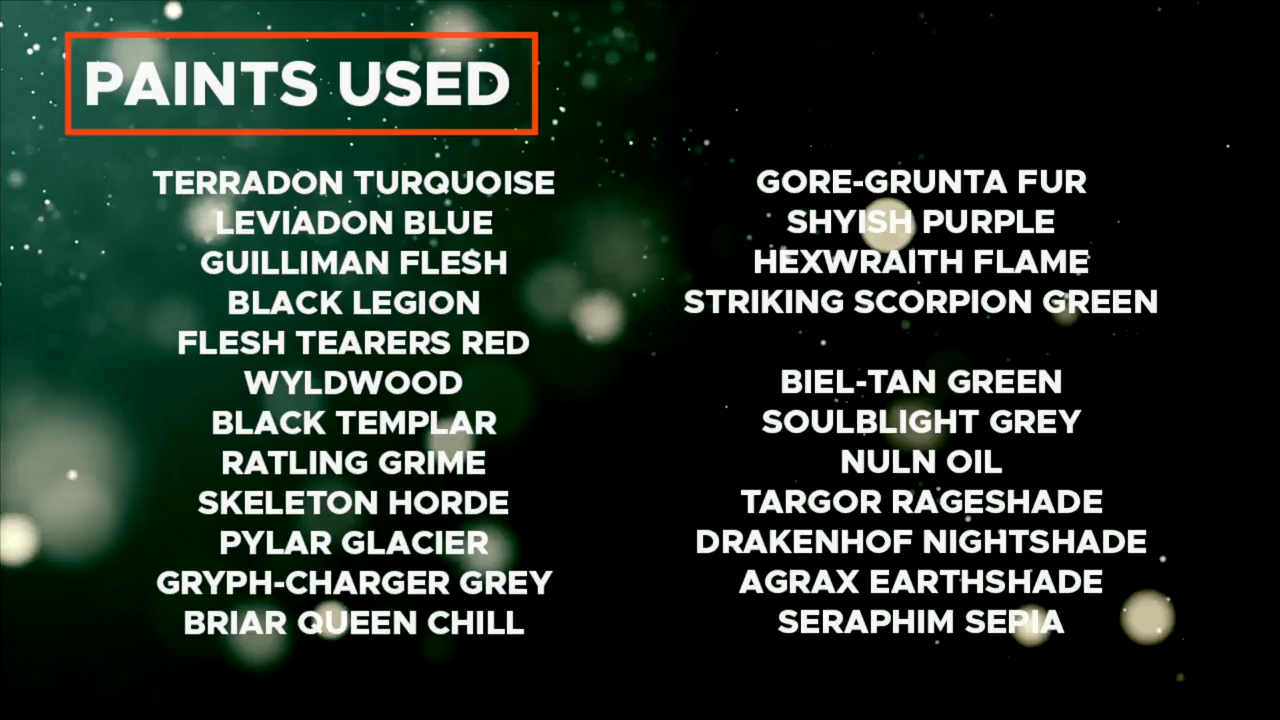 PAINTS USED
TERRADON TURQUOISE
LEVIADON BLUE
GUILLIMAN FLESH
BLACK LEGION
FLESH TEARERS RED
WYLDWOOD
BLACK TEMPLAR
RATLING GRIME
SKELETON HORDE
PYLAR GLACIER
GRYPH-CHARGER GREY
BRIAR QUEEN CHILL
GORE-GRUNTA FUR
SHYISH PURPLE
HEXWRAITH FLAME
STRIKING SCORPION GREEN
BIEL-TAN GREEN
SOULBLIGHT GREY
NULN OIL
TARGOR RAGESHADE
DRAKENHOF NIGHTSHADE
AGRAX EARTHSHADE
SERAPHIM SEPIA